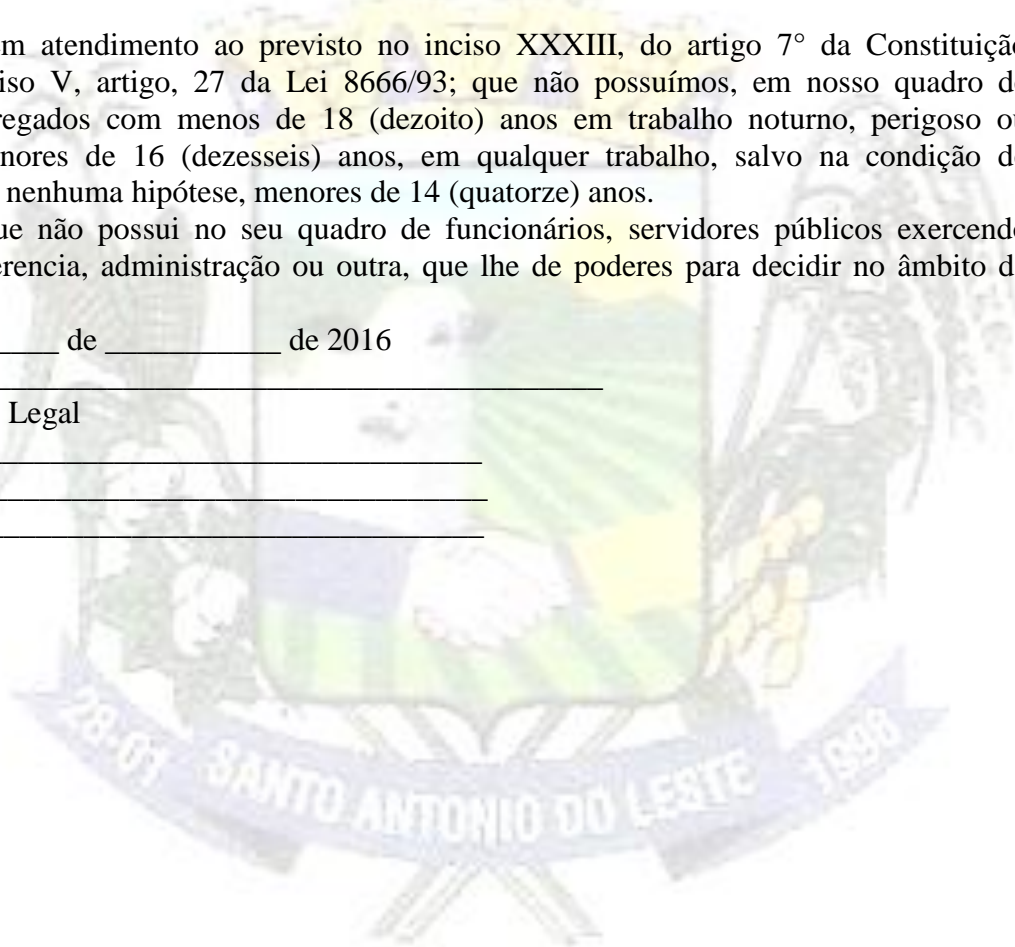 m atendimento ao previsto no inciso XXXIII, do artigo 7° da Constituição
iso V, artigo, 27 da Lei 8666/93; que não possuímos, em nosso quadro d
regados com menos de 18 (dezoito) anos em trabalho noturno, perigoso ou
nores de 16 (dezesseis) anos, em qualquer trabalho, salvo na condição d
nenhuma hipótese, menores de 14 (quatorze) anos.
ue não possui no seu quadro de funcionários, servidores públicos exercend
erencia, administração ou outra, que lhe de poderes para decidir no âmbito d
____ de ___________ de 2016
Legal
28-01 SANTO ANTONIO DO LESTE 1998